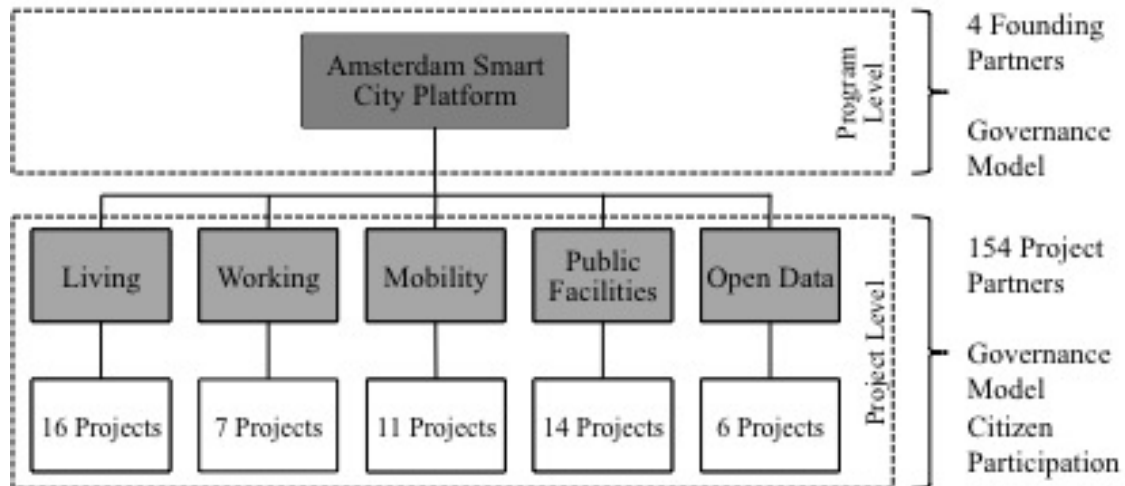 Amsterdam Smart
City Platform
Program
Level
4 Founding
Partners
Governance
Model
Living
Working
Mobility
Public
Facilities
Open Data
16 Projects
7 Projects
11 Projects
14 Projects
6 Projects
Project Level
154 Project
Partners
Governance
Model
Citizen
Participation